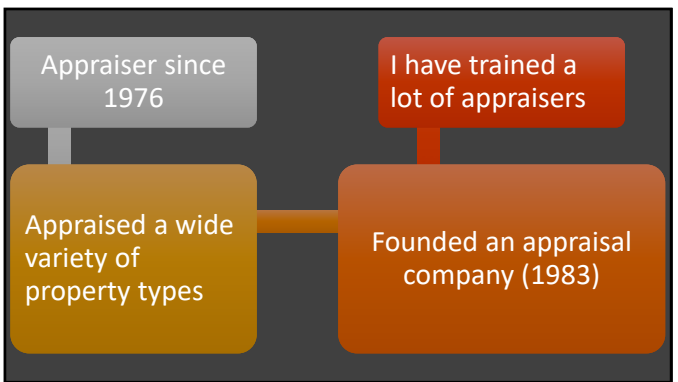 Appraiser since
1976
Appraised a wide
variety of
property types
Founded an appraisal
company (1983)
I have trained a
lot of appraisers